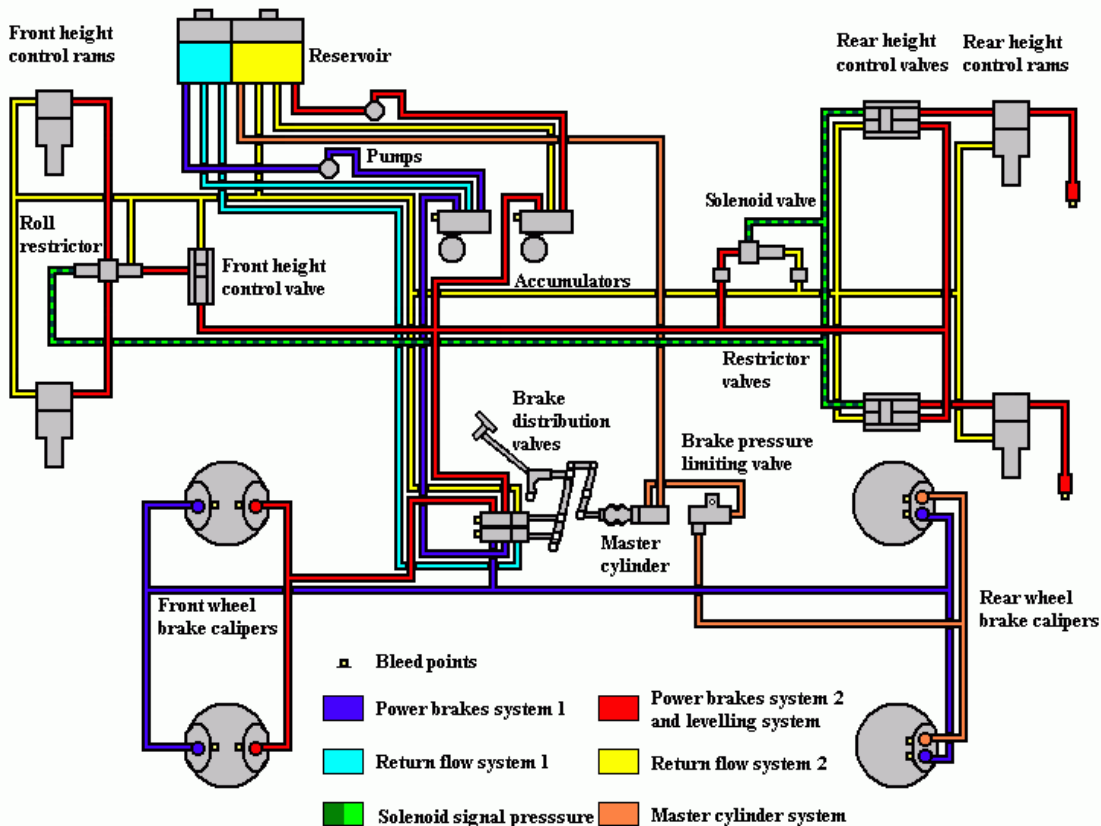 Front height
control rams
Reservoir
Rear height
control valves
Rear height
control rams
Pumps
Solenoid valve
Roll
restrictor
Front height
control valve
Accumulators
Restrictor
valves
Brake
distribution
valves
Brake pressure
limiting valve
Master
cylinder
Front wheel
brake calipers
Rear wheel
brake calipers
Bleed points
Power brakes system 1
Power brakes system 2
and levelling system
Return flow system 1
Return flow system 2
Solenoid signal presssure
Master cylinder system